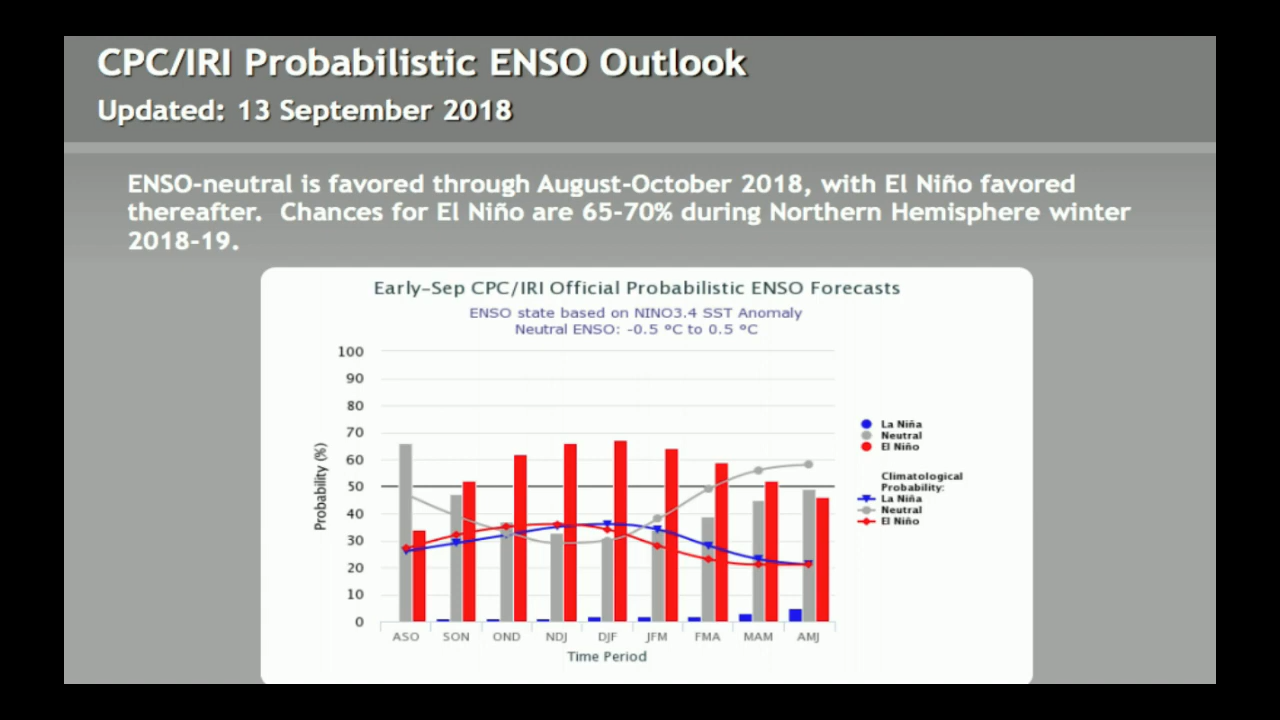 CPC/IRI Probabilistic ENSO Outlook
Updated: 13 September 2018
ENSO-neutral is favored through August-October 2018, with El Niño favored
thereafter.  Chances for El Niño are 65-70% during Northern Hemisphere winter
2018-19.
Early-Sep CPC/IRI Official Probabilistic ENSO Forecasts
ENSO state based on NINO3.4 SST Anomaly
Neutral ENSO: -0.5 ºC to 0.5 ºC
Probability (%)
100
90
80
70
60
50
40
30
20
10
0
ASO SON OND NDJ DJF JFM FMA MAM AMJ
Time Period
La Niña
Neutral
El Niño
Climatological
Probability:
La Niña
Neutral
El Niño